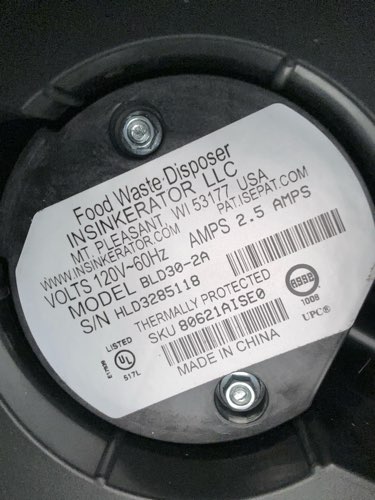 Food Waste Disposer
INSINKERATOR LLC
MT. PLEASANT, WI 53177 USA
WWW.INSINKERATOR.COM PAT.ISEPAT.COM
VOLTS 120V~60Hz AMPS 2.5 AMPS
MODEL BLD30-2A
S/N HLD3285118
THERMALLY PROTECTED
SKU 80621AISE0
MADE IN CHINA
LISTED
UL
517L
asse
1008
UPC®